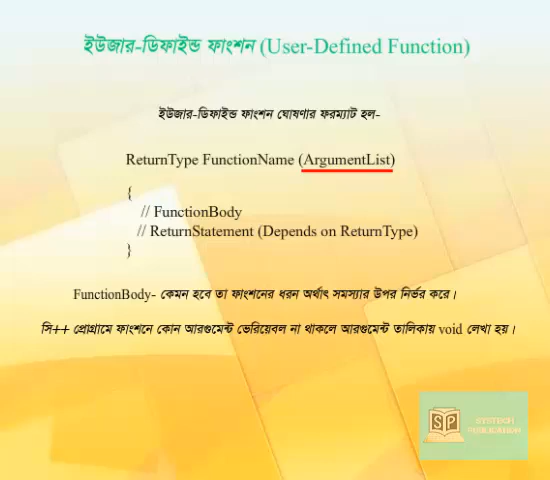 ইউজার-ডিফাইন্ড ফাংশন (User-Defined Function)
ইউজার-ডিফাইন্ড ফাংশন ঘোষণার ফরম্যাট হল-
ReturnType FunctionName (ArgumentList)
{
// FunctionBody
// ReturnStatement (Depends on ReturnType)
}
FunctionBody- কেমন হবে তা ফাংশনের ধরন অর্থাৎ সমস্যার উপর নির্ভর করে।
সি++ প্রোগ্রামে ফাংশনে কোন আরগুমেন্ট ভেরিয়েবল না থাকলে আরগুমেন্ট তালিকায় void লেখা হয়।
SP
SYSTECH
PUBLICATION